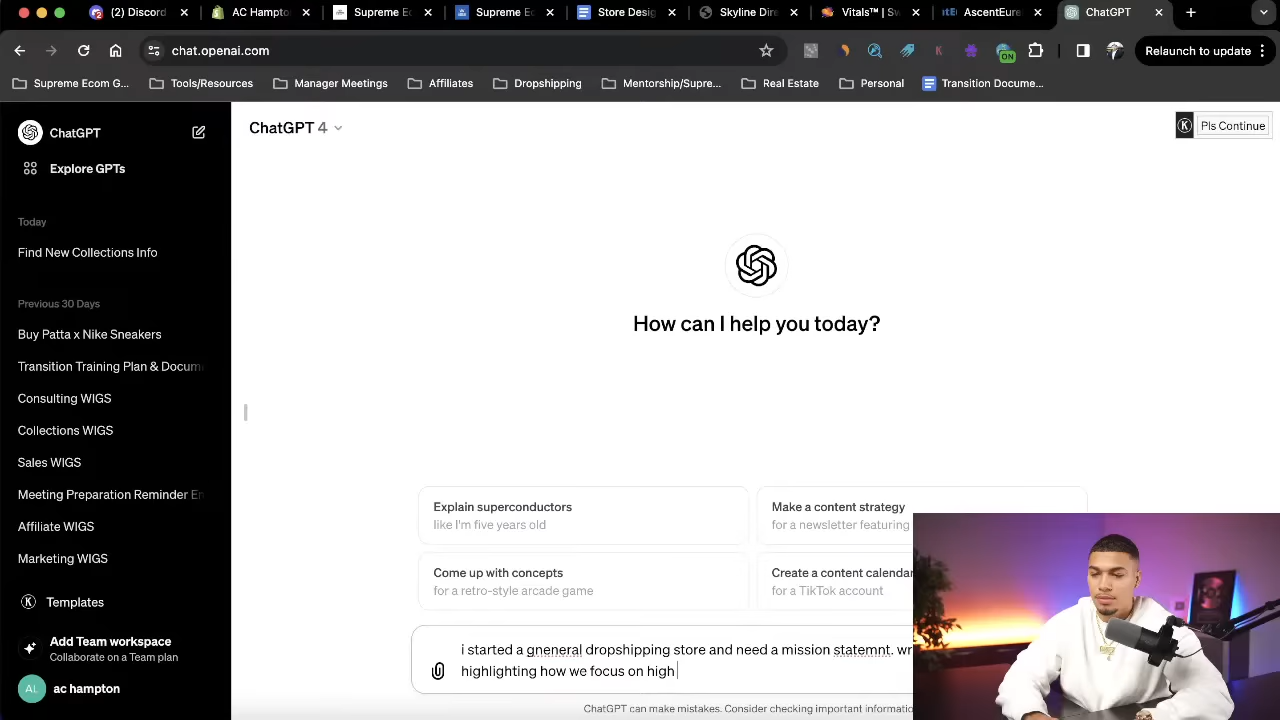 (2) Discord
AC Hampto
Supreme Ec
Supreme Ec
Store Desig
Skyline Dire
Vitals™ | Sw
AscentEure
ChatGPT
chat.openai.com
ON
K
Relaunch to update
Supreme Ecom G...
Tools/Resources
Manager Meetings
Affiliates
Dropshipping
Mentorship/Supre...
Real Estate
Personal
Transition Docume...
ChatGPT
ChatGPT 4
K
Pls Continue
Explore GPTs
Today
Find New Collections Info
Previous 30 Days
Buy Patta x Nike Sneakers
Transition Training Plan & Docum
Consulting WIGS
Collections WIGS
Sales WIGS
Meeting Preparation Reminder En
Affiliate WIGS
Marketing WIGS
K
Templates
Add Team workspace
Collaborate on a Team plan
AL
ac hampton
How can I help you today?
Explain superconductors
like I'm five years old
Make a content strategy
for a newsletter featuring
Come up with concepts
for a retro-style arcade game
Create a content calendar
for a TikTok account
i started a gneneral dropshipping store and need a mission statemnt. wr
highlighting how we focus on high
ChatGPT can make mistakes. Consider checking important informatio